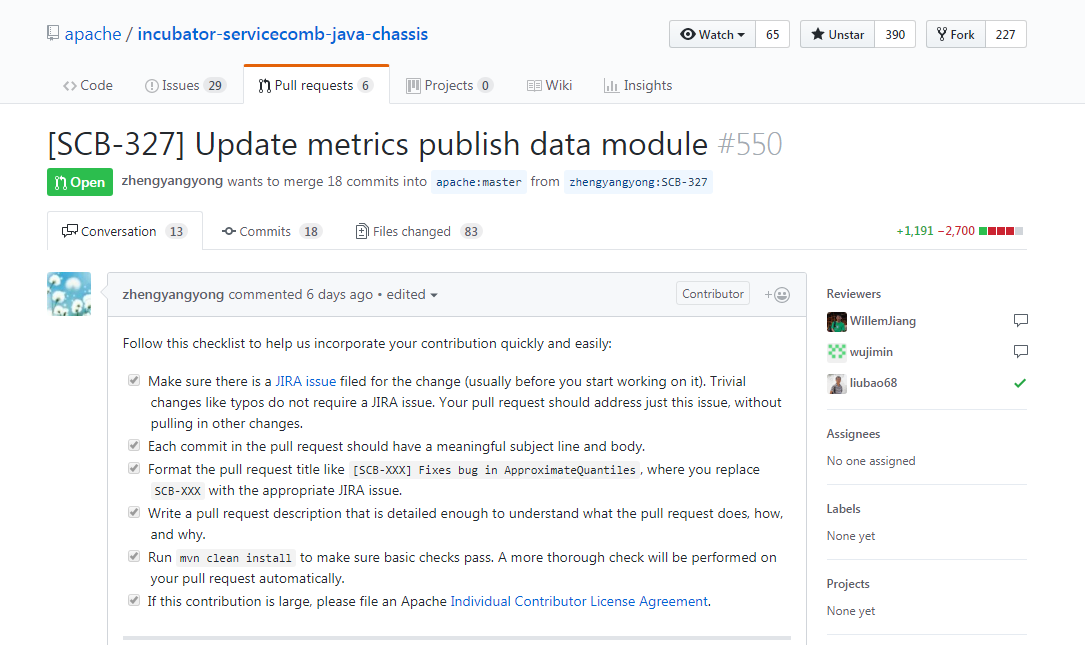 apache / incubator-servicecomb-java-chassis
Watch 65 Unstar 390 Fork 227
Code Issues 29 Pull requests 6 Projects 0 Wiki Insights
[SCB-327] Update metrics publish data module #550
Open zhengyangyong wants to merge 18 commits into apache:master from zhengyangyong:SCB-327
Conversation 13 Commits 18 Files changed 83 +1,191 −2,700
zhengyangyong commented 6 days ago • edited Contributor +
Follow this checklist to help us incorporate your contribution quickly and easily:
Make sure there is a JIRA issue filed for the change (usually before you start working on it). Trivial
changes like typos do not require a JIRA issue. Your pull request should address just this issue, without
pulling in other changes.
Each commit in the pull request should have a meaningful subject line and body.
Format the pull request title like [SCB-XXX] Fixes bug in ApproximateQuantiles, where you replace
SCB-XXX with the appropriate JIRA issue.
Write a pull request description that is detailed enough to understand what the pull request does, how,
and why.
Run mvn clean install to make sure basic checks pass. A more thorough check will be performed on
your pull request automatically.
If this contribution is large, please file an Apache Individual Contributor License Agreement.
Reviewers
WillemJiang
wujimin
liubao68
Assignees
No one assigned
Labels
None yet
Projects
None yet